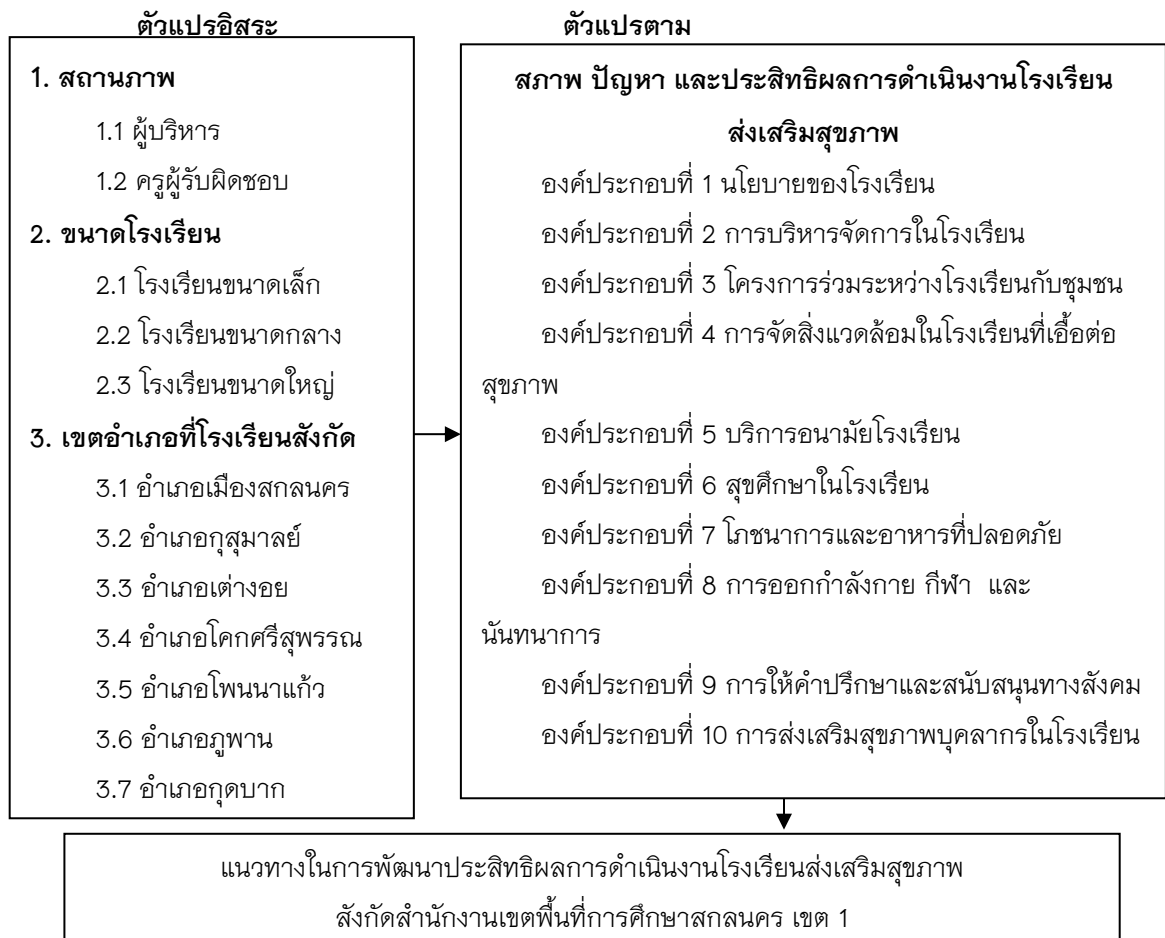 ตัวแปรอิสระ
1. สถานภาพ
1.1 ผู้บริหาร
1.2 ครูผู้รับผิดชอบ
2. ขนาดโรงเรียน
2.1 โรงเรียนขนาดเล็ก
2.2 โรงเรียนขนาดกลาง
2.3 โรงเรียนขนาดใหญ่
3. เขตอำเภอที่โรงเรียนสังกัด
3.1 อำเภอเมืองสกลนคร
3.2 อำเภอกุสุมาลย์
3.3 อำเภอเต่างอย
3.4 อำเภอโคกศรีสุพรรณ
3.5 อำเภอโพนนาแก้ว
3.6 อำเภอภูพาน
3.7 อำเภอกุดบาก
ตัวแปรตาม
สภาพ ปัญหา และประสิทธิผลการดำเนินงานโรงเรียน
ส่งเสริมสุขภาพ
องค์ประกอบที่ 1 นโยบายของโรงเรียน
องค์ประกอบที่ 2 การบริหารจัดการในโรงเรียน
องค์ประกอบที่ 3 โครงการร่วมระหว่างโรงเรียนกับชุมชน
องค์ประกอบที่ 4 การจัดสิ่งแวดล้อมในโรงเรียนที่เอื้อต่อ
สุขภาพ
องค์ประกอบที่ 5 บริการอนามัยโรงเรียน
องค์ประกอบที่ 6 สุขศึกษาในโรงเรียน
องค์ประกอบที่ 7 โภชนาการและอาหารที่ปลอดภัย
องค์ประกอบที่ 8 การออกกำลังกาย กีฬา และ
นันทนาการ
องค์ประกอบที่ 9 การให้คำปรึกษาและสนับสนุนทางสังคม
องค์ประกอบที่ 10 การส่งเสริมสุขภาพบุคลากรในโรงเรียน
แนวทางในการพัฒนาประสิทธิผลการดำเนินงานโรงเรียนส่งเสริมสุขภาพ
สังกัดสำนักงานเขตพื้นที่การศึกษาสกลนคร เขต 1